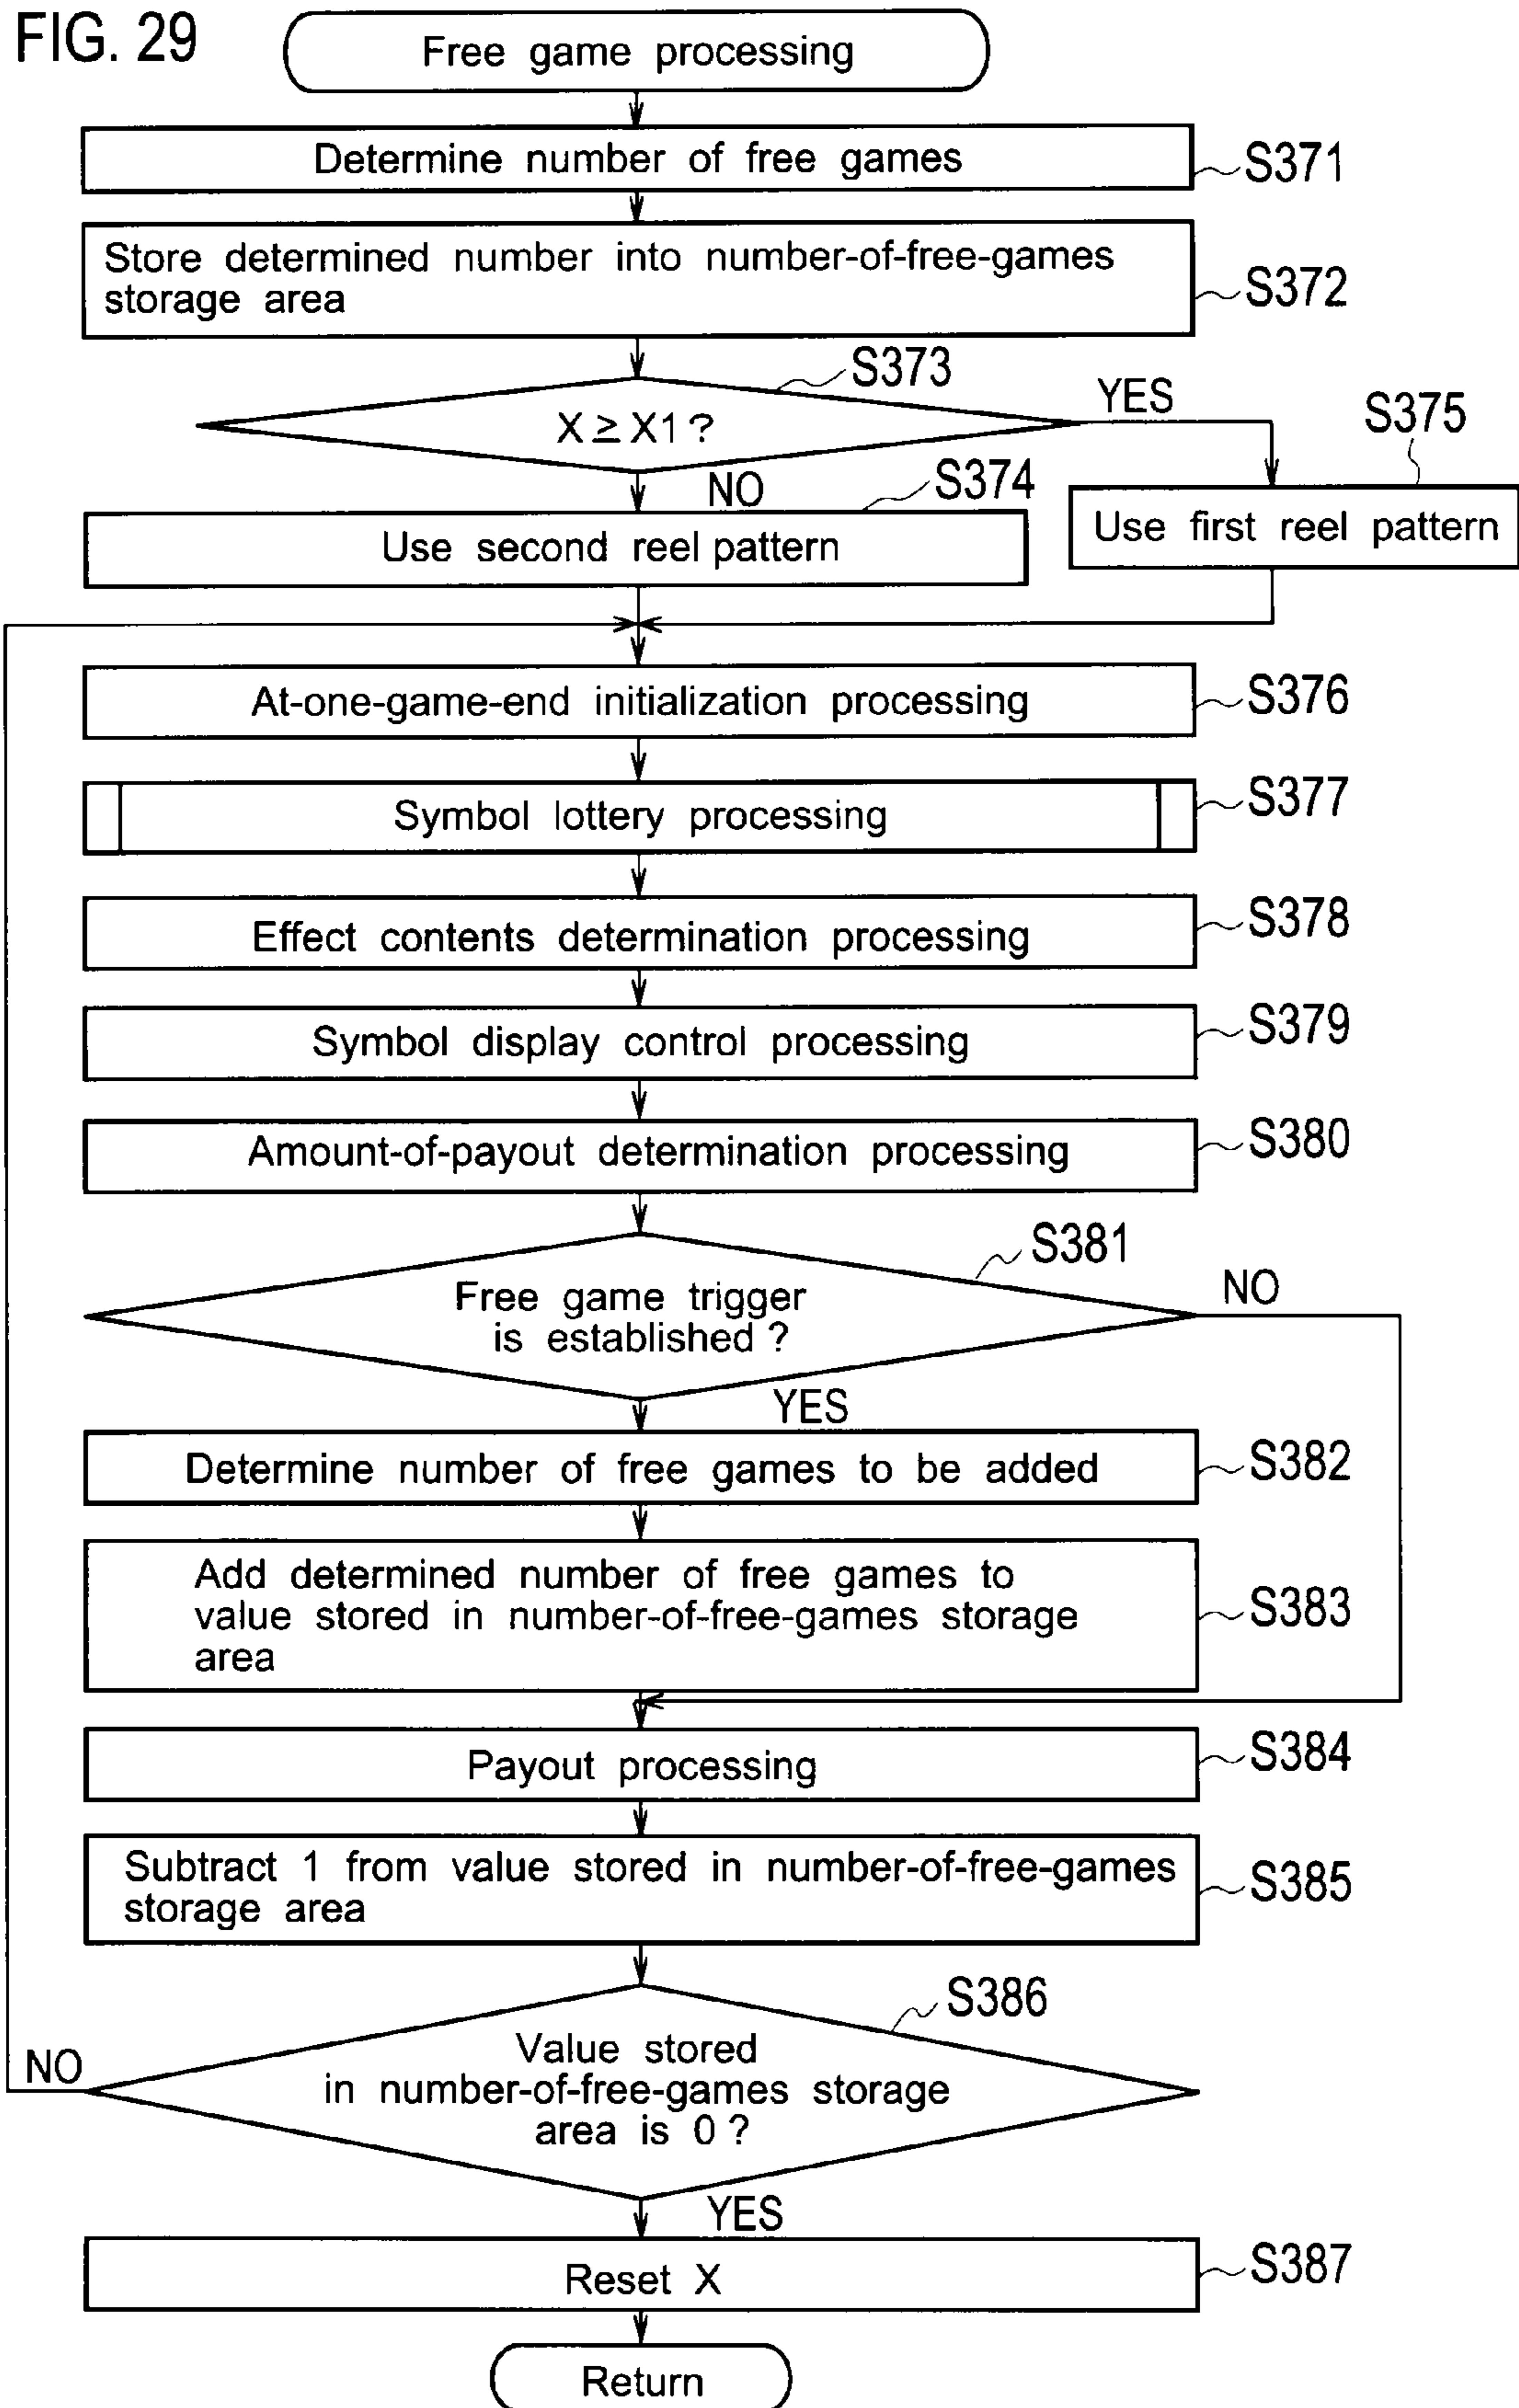 FIG. 29
Free game processing
Determine number of free games
S371
Store determined number into number-of-free-games
storage area
S372
S373
X ≥ X1 ?
YES
S375
NO
S374
Use second reel pattern
Use first reel pattern
At-one-game-end initialization processing
S376
Symbol lottery processing
S377
Effect contents determination processing
S378
Symbol display control processing
S379
Amount-of-payout determination processing
S380
S381
Free game trigger
is established ?
NO
YES
Determine number of free games to be added
S382
Add determined number of free games to
value stored in number-of-free-games storage
area
S383
Payout processing
S384
Subtract 1 from value stored in number-of-free-games
storage area
S385
S386
Value stored
in number-of-free-games storage
area is 0 ?
NO
YES
Reset X
S387
Return